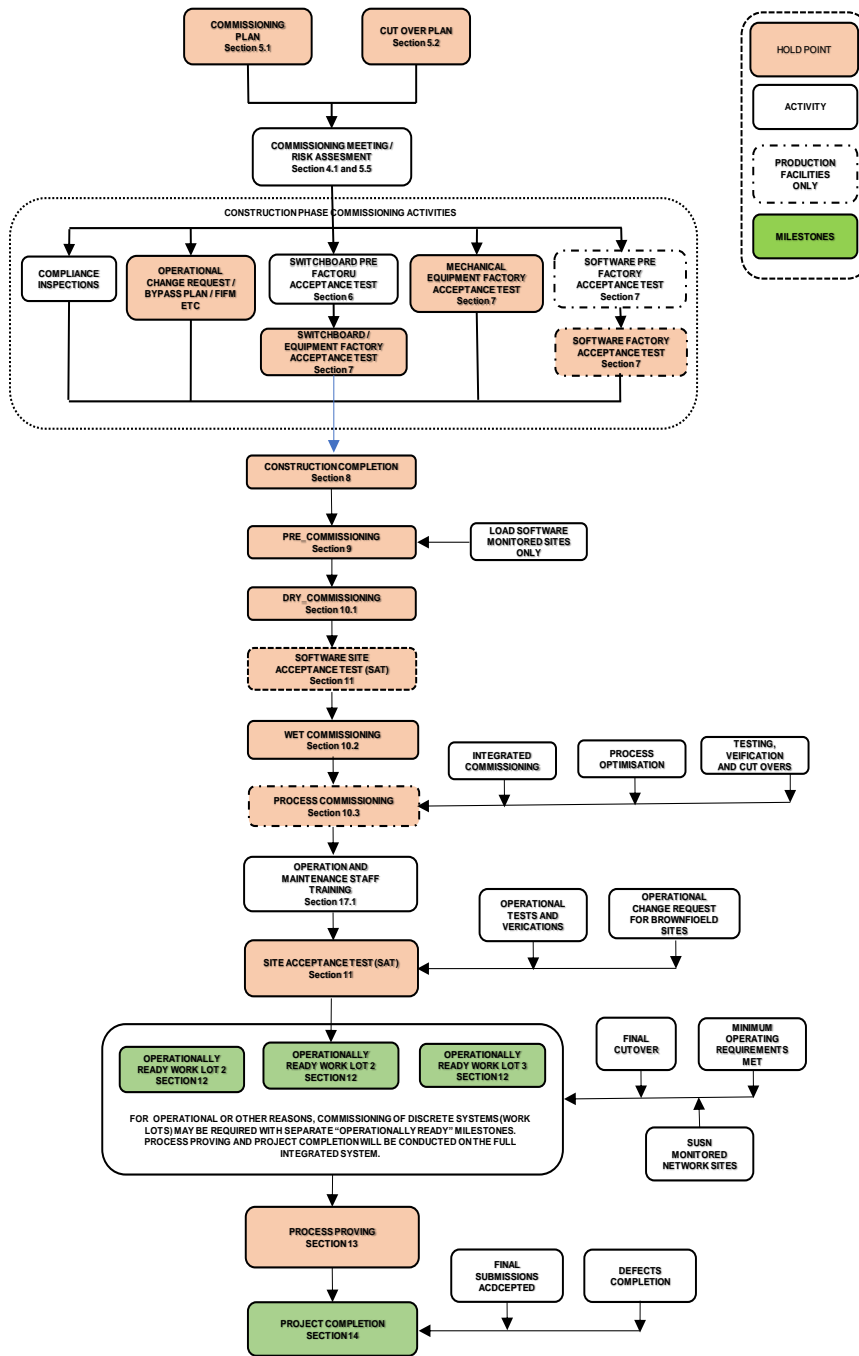 COMMISSIONING
PLAN
Section 5.1
CUT OVER PLAN
Section 5.2
HOLD POINT
ACTIVITY
PRODUCTION
FACILITIES
ONLY
MILESTONES
COMMISSIONING MEETING /
RISK ASSESMENT
Section 4.1 and 5.5
CONSTRUCTION PHASE COMMISSIONING ACTIVITIES
COMPLIANCE
INSPECTIONS
OPERATIONAL
CHANGE REQUEST /
BYPASS PLAN / FIFM
ETC
SWITCHBOARD PRE
FACTORU
ACCEPTANCE TEST
Section 6
MECHANICAL
EQUIPMENT FACTORY
ACCEPTANCE TEST
Section 7
SOFTWARE PRE
FACTORY
ACCEPTANCE TEST
Section 7
SWITCHBOARD /
EQUIPMENT FACTORY
ACCEPTANCE TEST
Section 7
SOFTWARE FACTORY
ACCEPTANCE TEST
Section 7
CONSTRUCTION COMPLETION
Section 8
PRE_COMMISSIONING
Section 9
LOAD SOFTWARE
MONITORED SITES
ONLY
DRY_COMMISSIONING
Section 10.1
SOFTWARE SITE
ACCEPTANCE TEST (SAT)
Section 11
WET COMMISSIONING
Section 10.2
INTEGRATED
COMMISSIONING
PROCESS
OPTIMISATION
TESTING,
VEIFICATION
AND CUT OVERS
PROCESS COMMISSIONING
Section 10.3
OPERATION AND
MAINTENANCE STAFF
TRAINING
Section 17.1
OPERATIONAL
TESTS AND
VERICATIONS
OPERATIONAL
CHANGE REQUEST
FOR BROWNFIOELD
SITES
SITE ACCEPTANCE TEST (SAT)
Section 11
OPERATIONALLY
READY WORK LOT 2
SECTION 12
OPERATIONALLY
READY WORK LOT 2
SECTION 12
OPERATIONALLY
READY WORK LOT 3
SECTION 12
FOR OPERATIONAL OR OTHER REASONS, COMMISSIONING OF DISCRETE SYSTEMS (WORK
LOTS) MAY BE REQUIRED WITH SEPARATE "OPERATIONALLY READY" MILESTONES.
PROCESS PROVING AND PROJECT COMPLETION WILL BE CONDUCTED ON THE FULL
INTEGRATED SYSTEM.
FINAL
CUTOVER
MINIMUM
OPERATING
REQUIREMENTS
MET
SUSN
MONITORED
NETWORK SITES
PROCESS PROVING
SECTION 13
FINAL
SUBMISSIONS
ACDCEPTED
DEFECTS
COMPLETION
PROJECT COMPLETION
SECTION 14